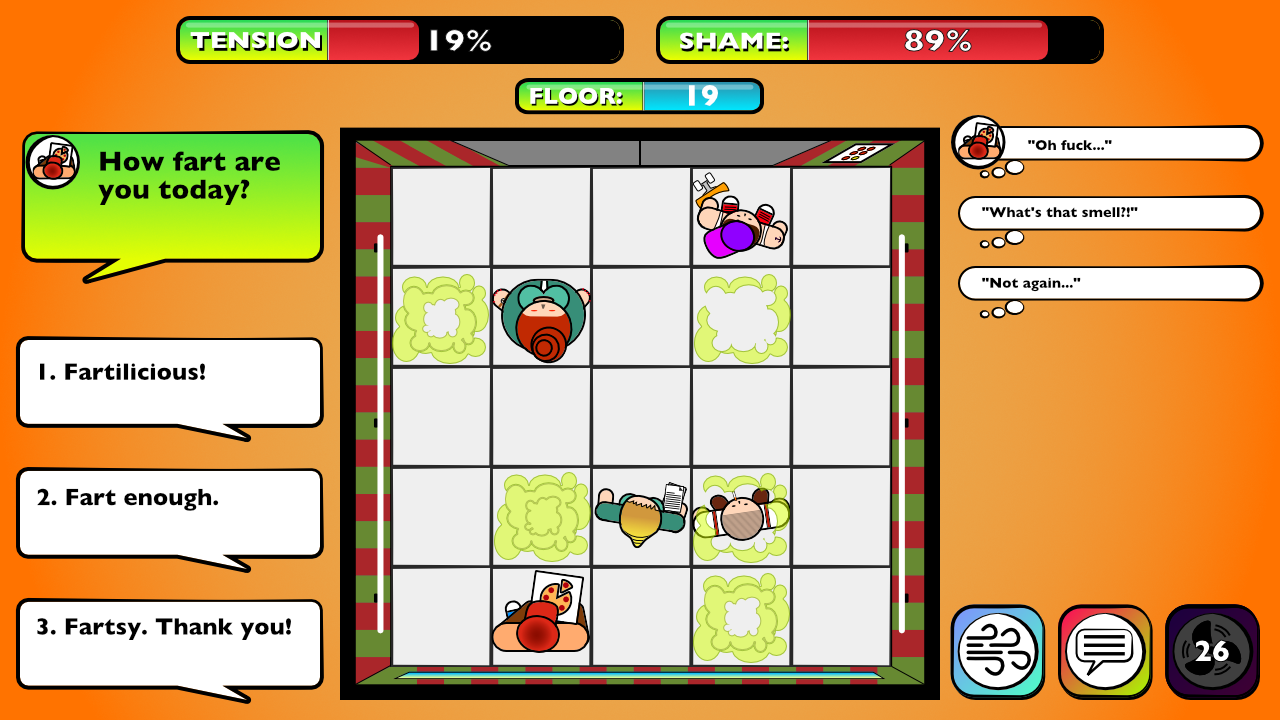 TENSION 19%
SHAME: 89%
FLOOR: 19
How fart are
you today?
1. Fartilicious!
2. Fart enough.
3. Fartsy. Thank you!
"Oh fuck..."
"What's that smell?!"
"Not again..."
26